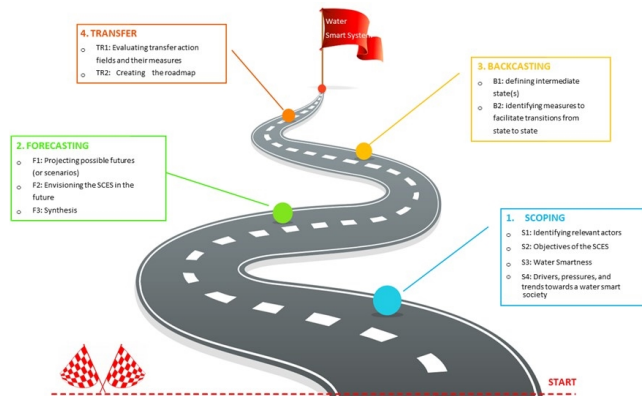 Water
Smart System
4. TRANSFER
o TR1: Evaluating transfer action
fields and their measures
o TR2: Creating the roadmap
3. BACKCASTING
o B1: defining intermediate
state(s)
o B2: Identifying measures to
facilitate transitions from
state to state
2. FORECASTING
o F1: Projecting possible futures
(or scenarios)
o F2: Envisioning the SCES in the
future
o F3: Synthesis
1. SCOPING
o S1: Identifying relevant actors
o S2: Objectives of the SCES
o S3: Water Smartness
o S4: Drivers, pressures, and
trends towards a water smart
society
START